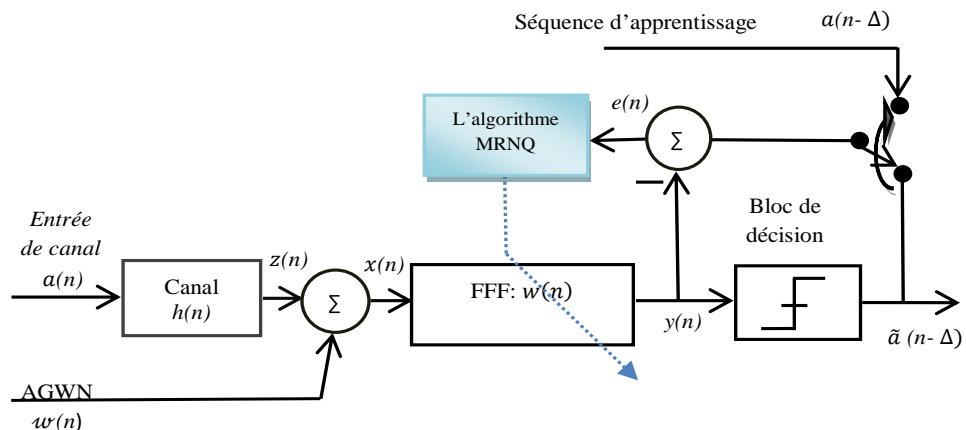 Séquence d’apprentissage
a(n- Δ)
e(n)
L’algorithme
MRNQ
Σ
Bloc de
décision
Entrée
de canal
a(n)
z(n)
x(n)
Canal
h(n)
Σ
FFF: w(n)
y(n)
ã (n- Δ)
AGWN
w(n)